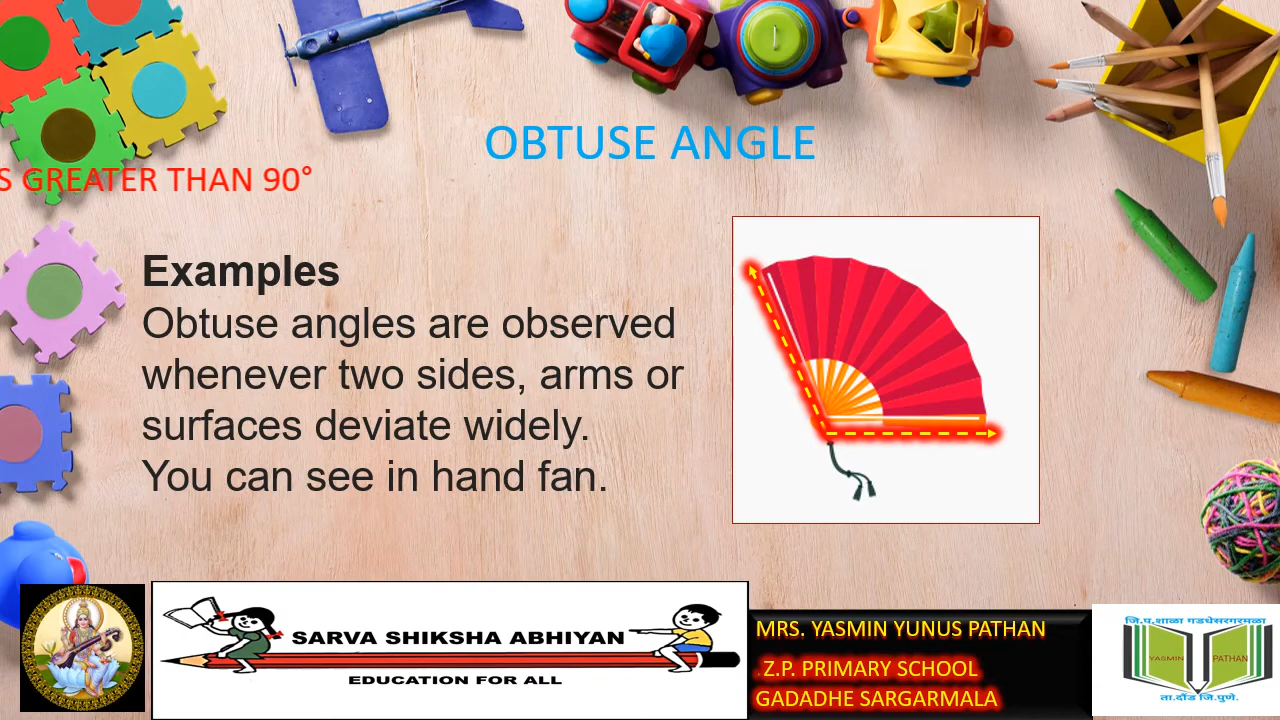 OBTUSE ANGLE
S GREATER THAN 90°
Examples
Obtuse angles are observed
whenever two sides, arms or
surfaces deviate widely.
You can see in hand fan.
SARVA SHIKSHA ABHIYAN
EDUCATION FOR ALL
MRS. YASMIN YUNUS PATHAN
Z.P. PRIMARY SCHOOL
GADADHE SARGARMALA
जि.प.शाळा गडधेसरगरमळा
YASMIN PATHAN
ता.दौंड जि.पुणे.